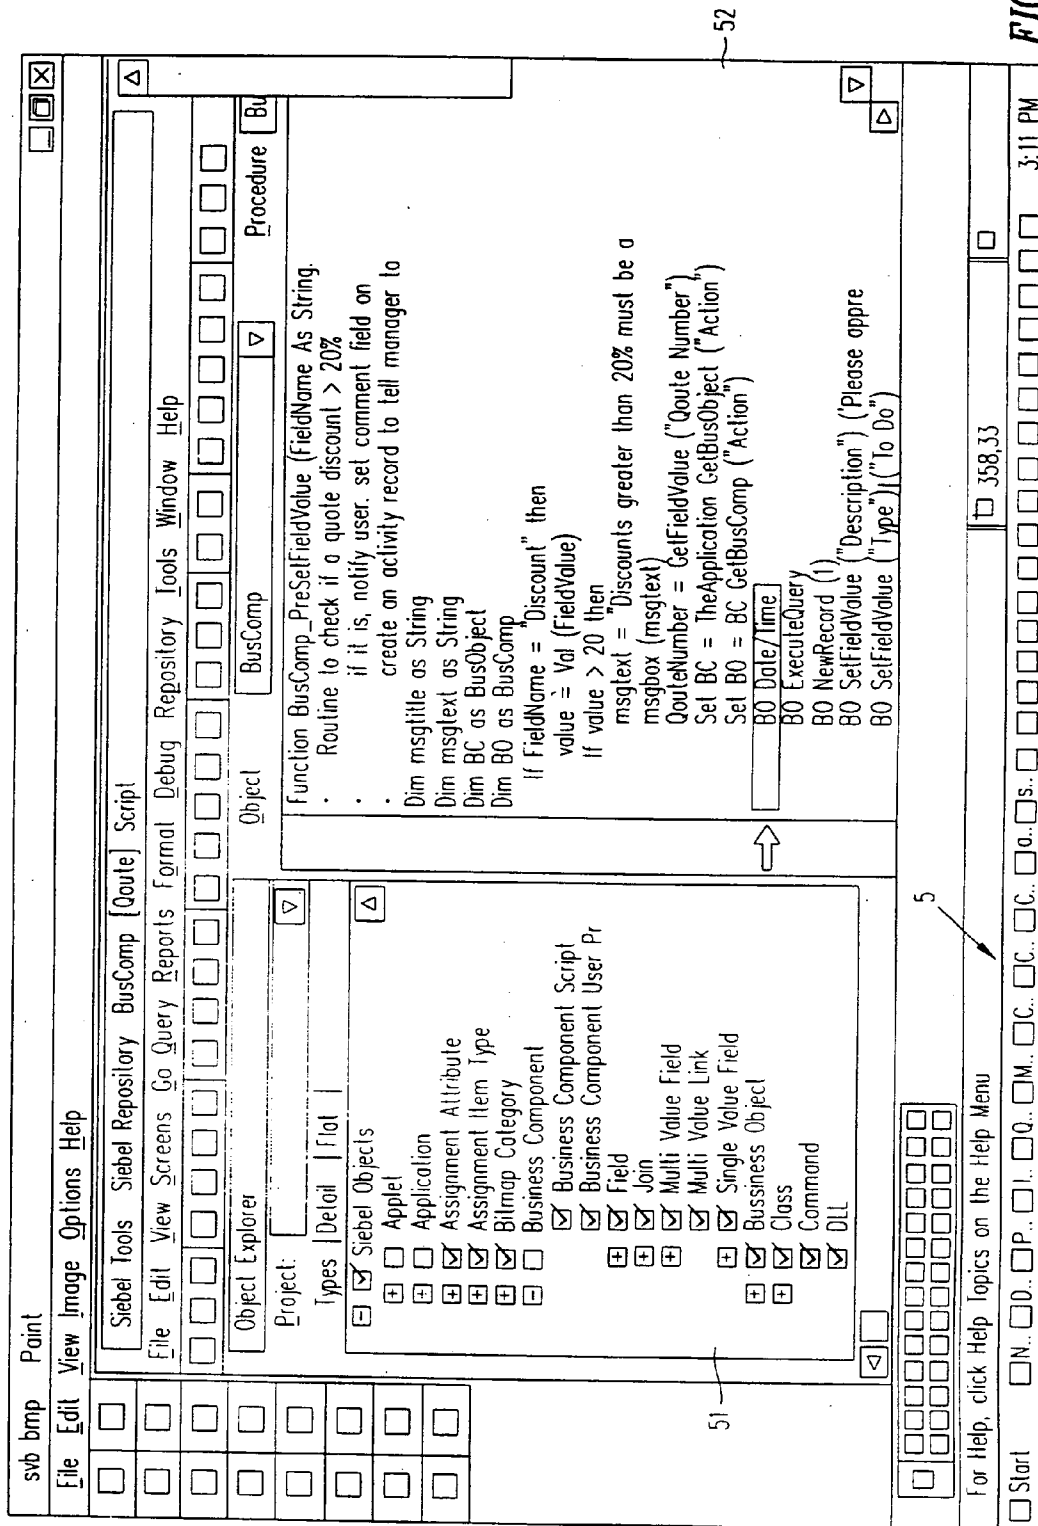 svb bmp Paint
File Edit View Image Options Help
Siebel Tools Siebel Repository BusComp [Qoute] Script
File Edit View Screens Go Query Reports Formal Debug Repository Tools Window Help
Object Explorer
Project:
Types Detail Flat
Siebel Objects
Applet
Application
Assignment Attribute
Assignment Item Type
Bitmap Category
Business Component
Business Component Script
Business Component User Pr
Field
Join
Multi Value Field
Multi Value Link
Single Value Field
Bussiness Object
Class
Command
DLL
51
Object BusComp Procedure Bu
Function BusComp_PreSetFieldValue (FieldName As String.
Routine to check if a quote discount > 20%
if it is, notify user. set comment field on
create an activity record to tell manager to
Dim msgtitle as String
Dim msgtext as String
Dim BC as BusObject
Dim BO as BusComp
If FieldName = "Discount" then
value = Val (FieldValue)
If value > 20 then
msgtext = "Discounts greater than 20% must be a
msgbox (msgtext)
QouteNumber = GetFieldValue ("Qoute Number")
Set BC = TheApplication GetBusObject ("Action")
Set BO = BC GetBusComp ("Action")
BO Date/Time
BO ExecuteQuery
BO NewRecord (1)
BO SetFieldValue ("Description") ("Please appre
BO SetFieldValue ("Type") ("To Do")
52
5
For Help, click Help Topics on the Help Menu
358,33
Start N.. D.. P.. I.. Q.. M.. C.. C.. C.. a.. s.. 3:11 PM